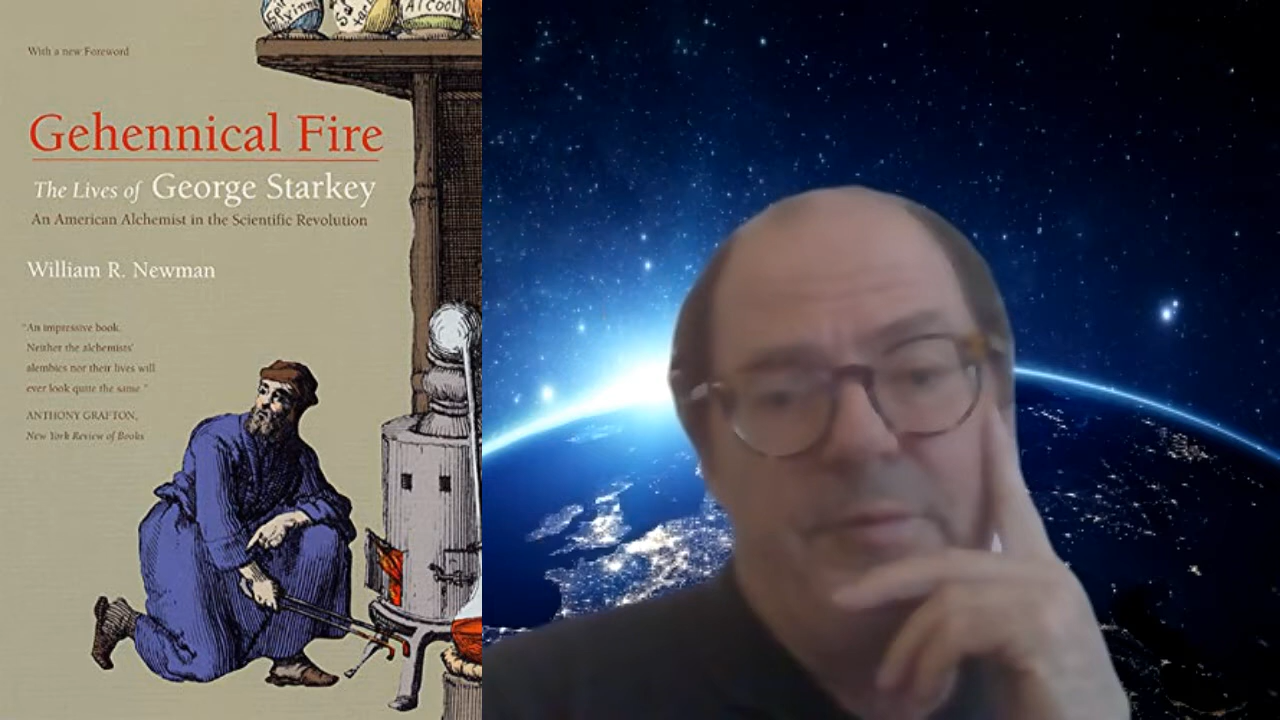 Alcool
With a new Foreword
Gehennical Fire
The Lives of George Starkey
An American Alchemist in the Scientific Revolution
William R. Newman
"An impressive book.
Neither the alchemists'
alembics nor their lives will
ever look quite the same."
ANTHONY GRAFTON,
New York Review of Books